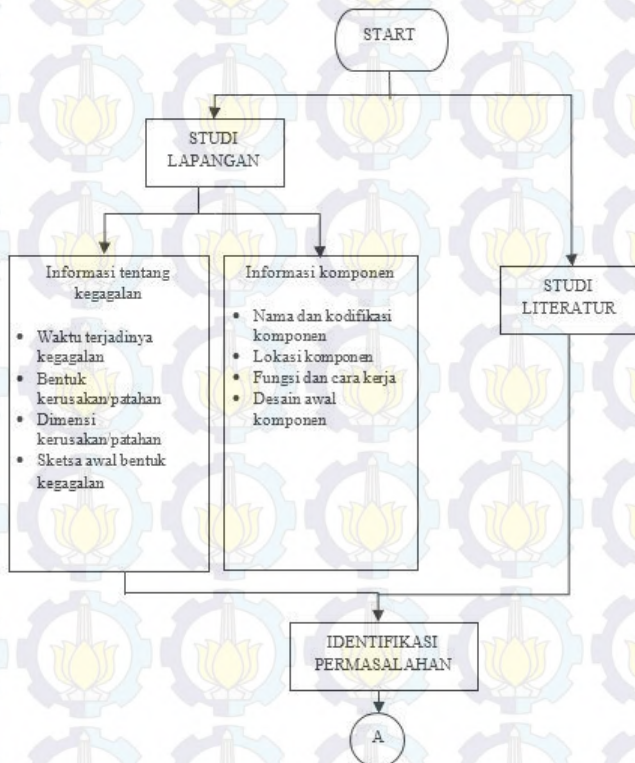 START
STUDI
LAPANGAN
Informasi tentang
kegagalan
• Waktu terjadinya
kegagalan
• Bentuk
kerusakan/patahan
• Dimensi
kerusakan/patahan
• Sketsa awal bentuk
kegagalan
Informasi komponen
• Nama dan kodifikasi
komponen
• Lokasi komponen
• Fungsi dan cara kerja
• Desain awal
komponen
STUDI
LITERATUR
IDENTIFIKASI
PERMASALAHAN
A